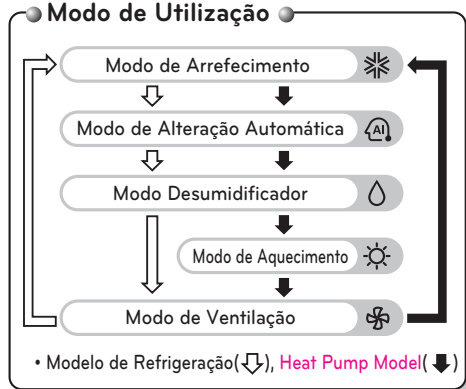 Modo de Utilização
Modo de Arrefecimento
Modo de Alteração Automática AI
Modo Desumidificador
Modo de Aquecimento
Modo de Ventilação
• Modelo de Refrigeração(⇩), Heat Pump Model(⬇)